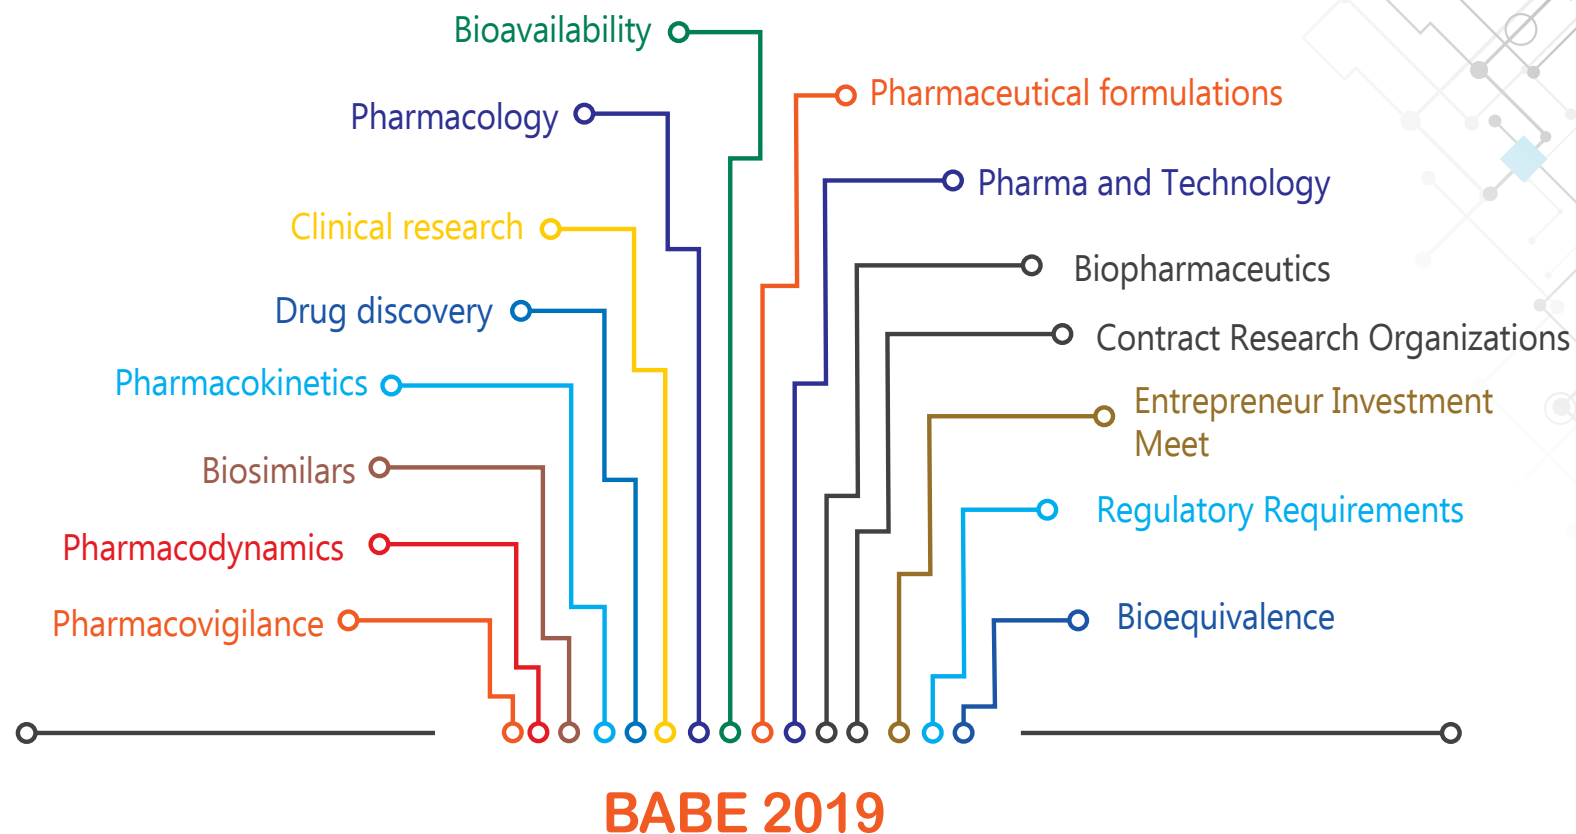 Bioavailability
Pharmaceutical formulations
Pharmacology
Pharma and Technology
Clinical research
Biopharmaceutics
Drug discovery
Contract Research Organizations
Pharmacokinetics
Entrepreneur Investment
Meet
Biosimilars
Regulatory Requirements
Pharmacodynamics
Pharmacovigilance
Bioequivalence
BABE 2019